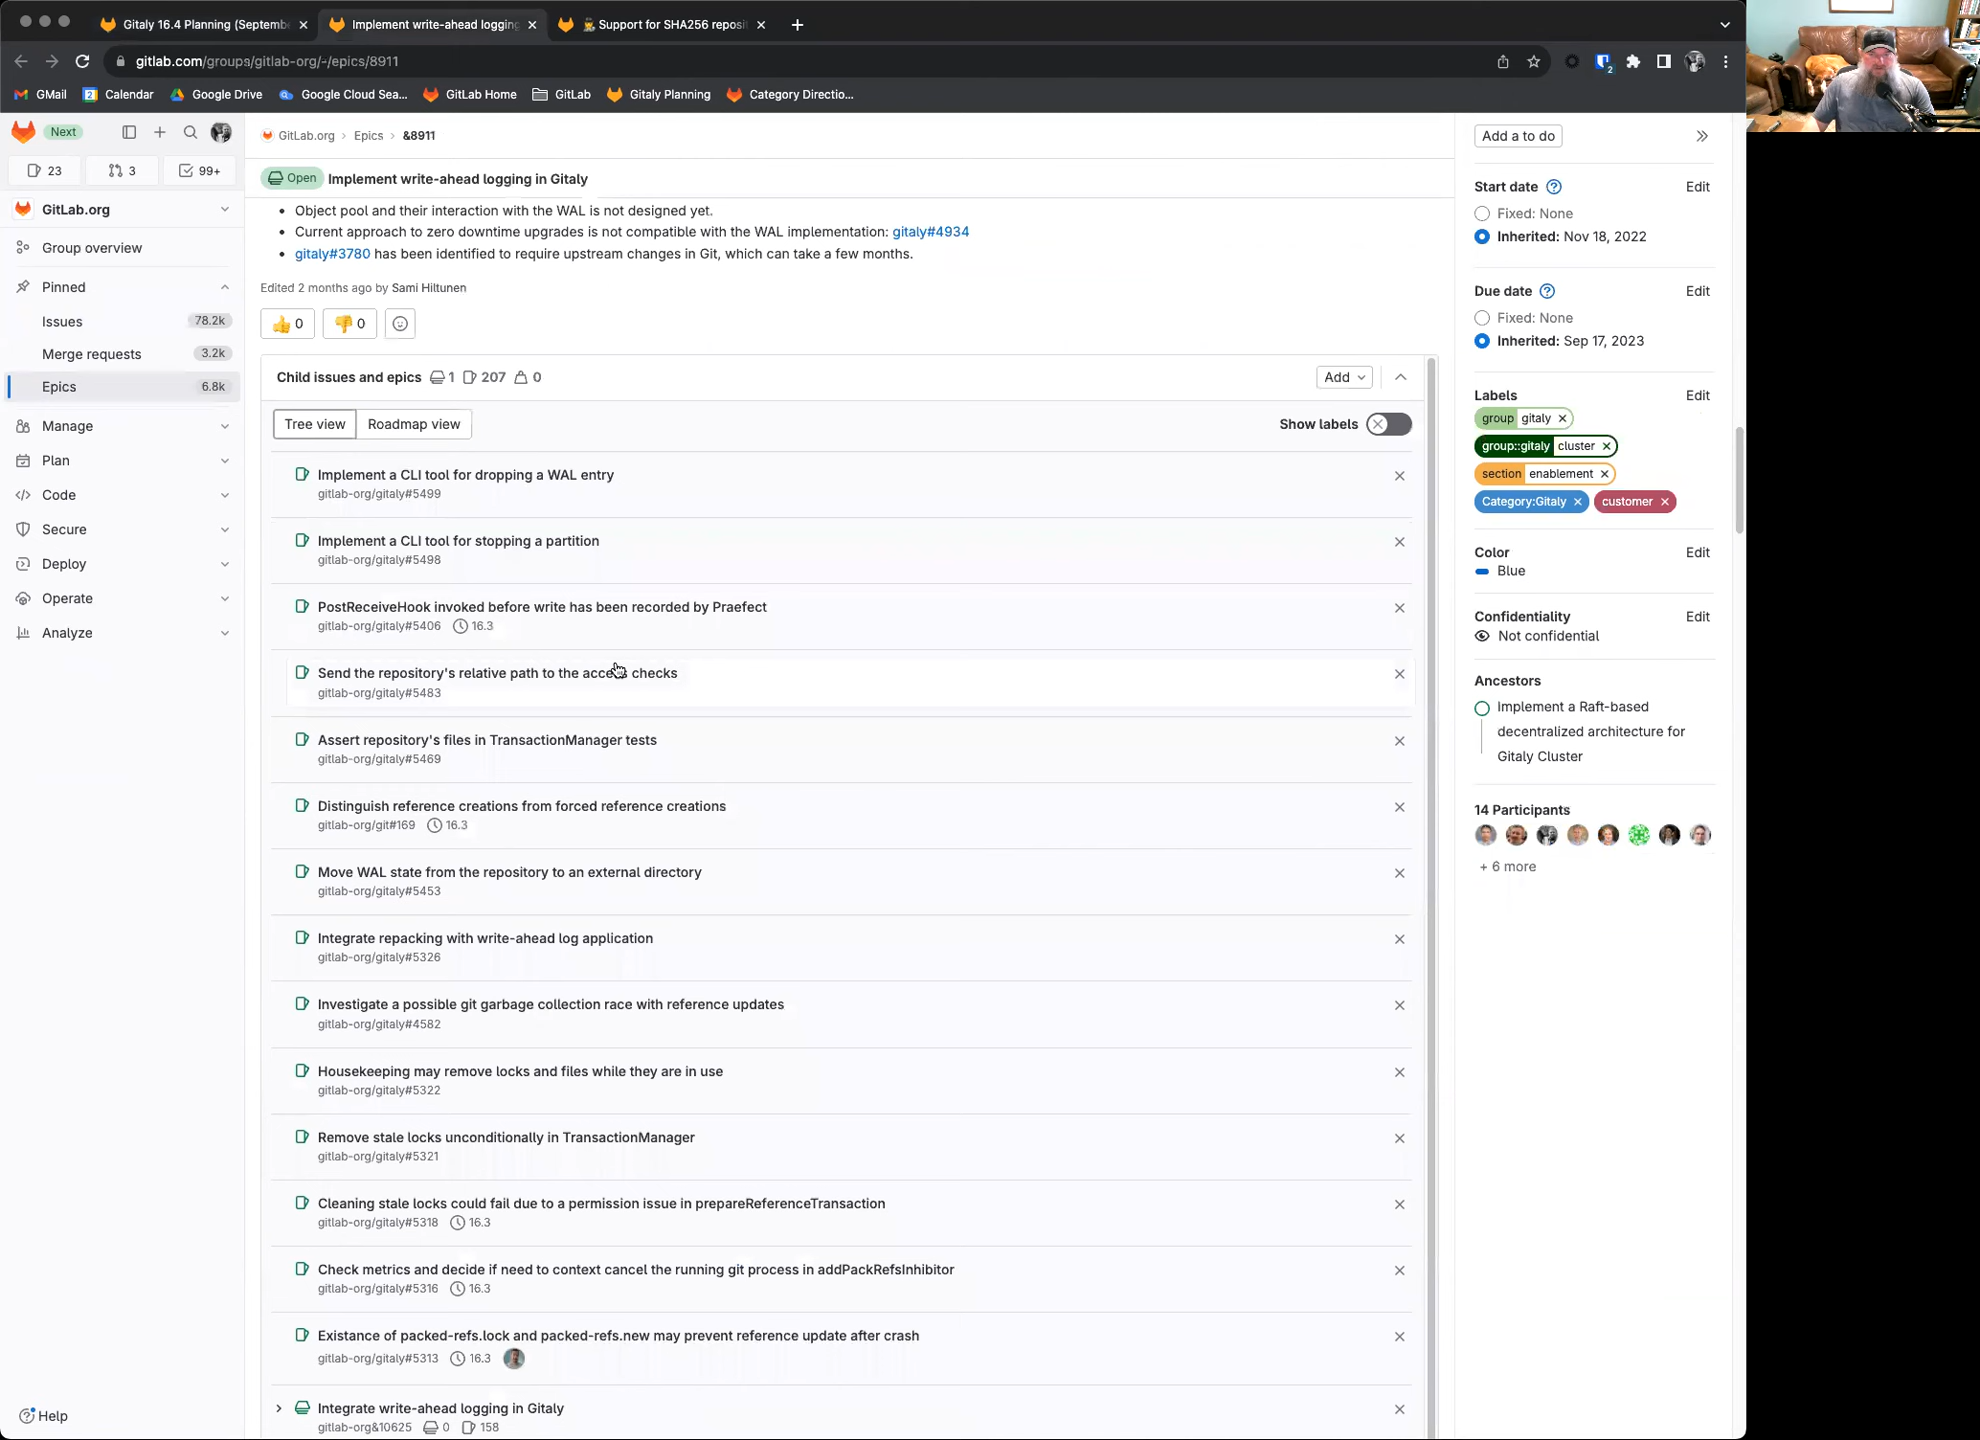 Gitaly 16.4 Planning (Septemb
Implement write-ahead logging
Support for SHA256 reposi
gitlab.com/groups/gitlab-org/-/epics/8911
GMail
Calendar
Google Drive
Google Cloud Sea...
GitLab Home
GitLab
Gitaly Planning
Category Directio...
Next
23
3
99+
GitLab.org
Group overview
Pinned
Issues 78.2k
Merge requests 3.2k
Epics 6.8k
Manage
Plan
Code
Secure
Deploy
Operate
Analyze
Help
GitLab.org › Epics › &8911
Open Implement write-ahead logging in Gitaly
• Object pool and their interaction with the WAL is not designed yet.
• Current approach to zero downtime upgrades is not compatible with the WAL implementation: gitaly#4934
• gitaly#3780 has been identified to require upstream changes in Git, which can take a few months.
Edited 2 months ago by Sami Hiltunen
0
0
Child issues and epics 1 207 0
Add
Tree view Roadmap view
Show labels
Implement a CLI tool for dropping a WAL entry
gitlab-org/gitaly#5499
Implement a CLI tool for stopping a partition
gitlab-org/gitaly#5498
PostReceiveHook invoked before write has been recorded by Praefect
gitlab-org/gitaly#5406 16.3
Send the repository's relative path to the checks
gitlab-org/gitaly#5483
Assert repository's files in TransactionManager tests
gitlab-org/gitaly#5469
Distinguish reference creations from forced reference creations
gitlab-org/git#169 16.3
Move WAL state from the repository to an external directory
gitlab-org/gitaly#5453
Integrate repacking with write-ahead log application
gitlab-org/gitaly#5326
Investigate a possible git garbage collection race with reference updates
gitlab-org/gitaly#4582
Housekeeping may remove locks and files while they are in use
gitlab-org/gitaly#5322
Remove stale locks unconditionally in TransactionManager
gitlab-org/gitaly#5321
Cleaning stale locks could fail due to a permission issue in prepareReferenceTransaction
gitlab-org/gitaly#5318 16.3
Check metrics and decide if need to context cancel the running git process in addPackRefsInhibitor
gitlab-org/gitaly#5316 16.3
Existance of packed-refs.lock and packed-refs.new may prevent reference update after crash
gitlab-org/gitaly#5313 16.3
Integrate write-ahead logging in Gitaly
gitlab-org&10625 0 158
Add a to do
Start date Edit
Fixed: None
Inherited: Nov 18, 2022
Due date Edit
Fixed: None
Inherited: Sep 17, 2023
Labels Edit
group gitaly
group::gitaly cluster
section enablement
Category:Gitaly customer
Color Edit
Blue
Confidentiality Edit
Not confidential
Ancestors
Implement a Raft-based
decentralized architecture for
Gitaly Cluster
14 Participants
+ 6 more